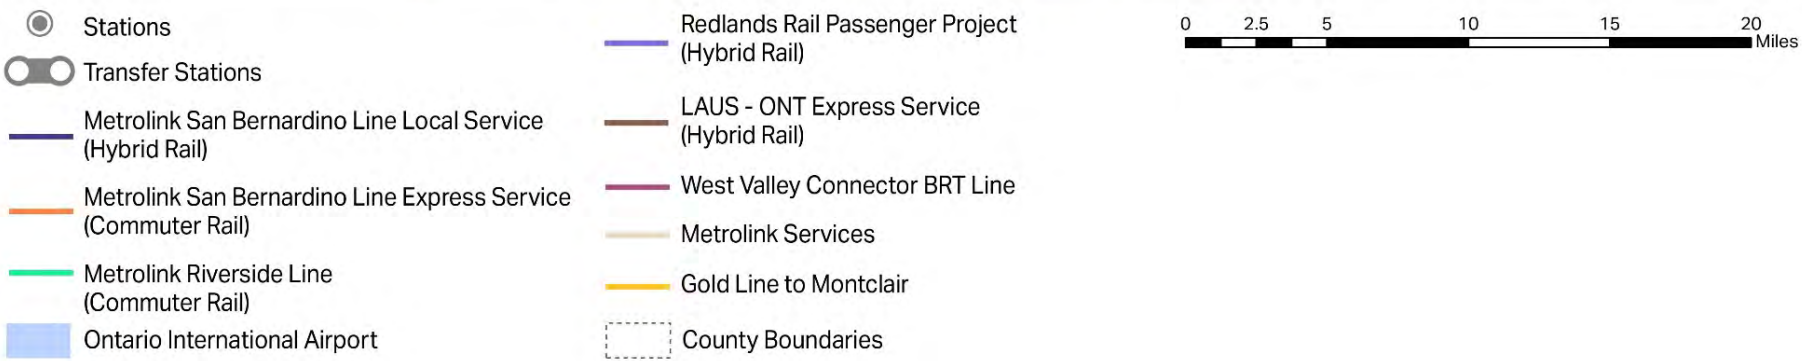 Stations
Transfer Stations
Metrolink San Bernardino Line Local Service
(Hybrid Rail)
Metrolink San Bernardino Line Express Service
(Commuter Rail)
Metrolink Riverside Line
(Commuter Rail)
Ontario International Airport
Redlands Rail Passenger Project
(Hybrid Rail)
LAUS - ONT Express Service
(Hybrid Rail)
West Valley Connector BRT Line
Metrolink Services
Gold Line to Montclair
County Boundaries
0 2.5 5 10 15 20
Miles